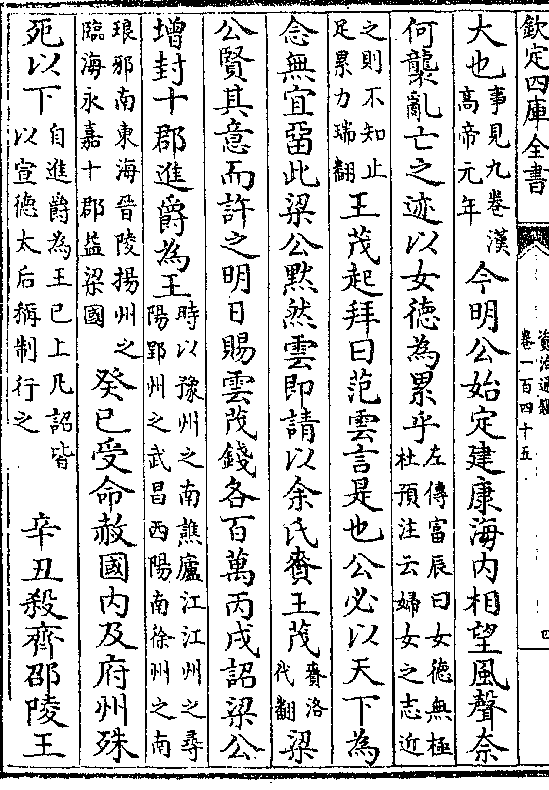 欽定四庫全書
資治通鑑
卷一百四十五
四
大也事見九卷漢高帝元年今明公始定建康海内相望風聲奈
何襲亂亡之迹以女德為累乎左傳富辰曰女德無極杜預注云婦女之志近
之則不知止足累力瑞翻王茂起拜曰范雲言是也公必以天下為
念無宜留此梁公黙然雲即請以余氏賚王茂賚洛代翻梁
公賢其意而許之明日賜雲茂錢各百萬丙戌詔梁公
增封十郡進爵為王時以豫州之南譙廬江江州之尋陽郢州之武昌西陽南徐州之南
琅邪南東海晉陵揚州之臨海永嘉十郡益梁國癸巳受命赦國内及府州殊
死以下自進爵為王已上凡詔皆以宣德太后稱制行之辛丑殺齊邵陵王